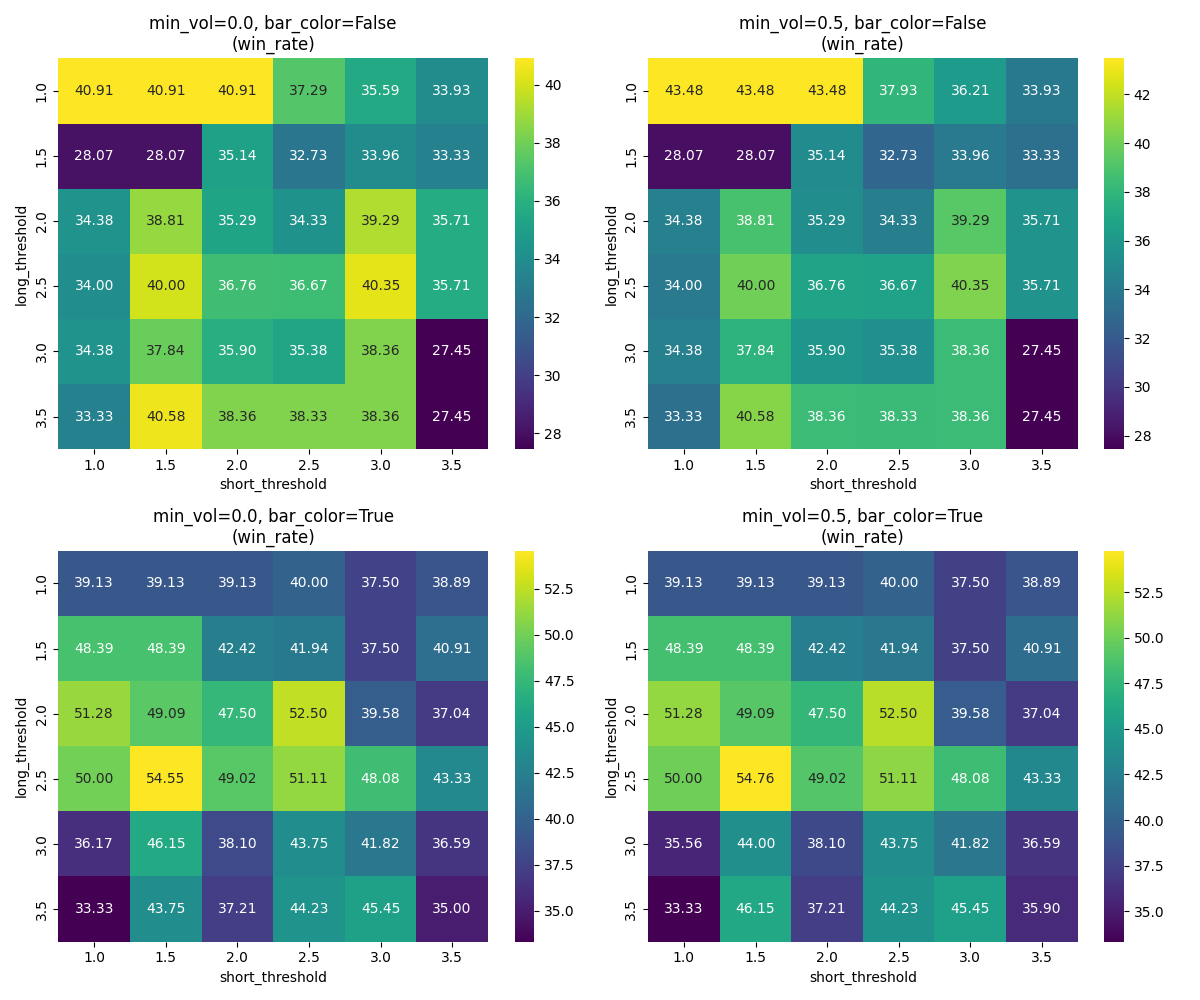 min_vol=0.0, bar_color=False
(win_rate)
1.0 40.91 40.91 40.91 37.29 35.59 33.93
1.5 28.07 28.07 35.14 32.73 33.96 33.33
2.0 34.38 38.81 35.29 34.33 39.29 35.71
2.5 34.00 40.00 36.76 36.67 40.35 35.71
3.0 34.38 37.84 35.90 35.38 38.36 27.45
3.5 33.33 40.58 38.36 38.33 38.36 27.45
1.0 1.5 2.0 2.5 3.0 3.5
short_threshold
long_threshold
40
38
36
34
32
30
28
min_vol=0.5, bar_color=False
(win_rate)
1.0 43.48 43.48 43.48 37.93 36.21 33.93
1.5 28.07 28.07 35.14 32.73 33.96 33.33
2.0 34.38 38.81 35.29 34.33 39.29 35.71
2.5 34.00 40.00 36.76 36.67 40.35 35.71
3.0 34.38 37.84 35.90 35.38 38.36 27.45
3.5 33.33 40.58 38.36 38.33 38.36 27.45
1.0 1.5 2.0 2.5 3.0 3.5
short_threshold
long_threshold
42
40
38
36
34
32
30
28
min_vol=0.0, bar_color=True
(win_rate)
1.0 39.13 39.13 39.13 40.00 37.50 38.89
1.5 48.39 48.39 42.42 41.94 37.50 40.91
2.0 51.28 49.09 47.50 52.50 39.58 37.04
2.5 50.00 54.55 49.02 51.11 48.08 43.33
3.0 36.17 46.15 38.10 43.75 41.82 36.59
3.5 33.33 43.75 37.21 44.23 45.45 35.00
1.0 1.5 2.0 2.5 3.0 3.5
short_threshold
long_threshold
52.5
50.0
47.5
45.0
42.5
40.0
37.5
35.0
min_vol=0.5, bar_color=True
(win_rate)
1.0 39.13 39.13 39.13 40.00 37.50 38.89
1.5 48.39 48.39 42.42 41.94 37.50 40.91
2.0 51.28 49.09 47.50 52.50 39.58 37.04
2.5 50.00 54.76 49.02 51.11 48.08 43.33
3.0 35.56 44.00 38.10 43.75 41.82 36.59
3.5 33.33 46.15 37.21 44.23 45.45 35.90
1.0 1.5 2.0 2.5 3.0 3.5
short_threshold
long_threshold
52.5
50.0
47.5
45.0
42.5
40.0
37.5
35.0